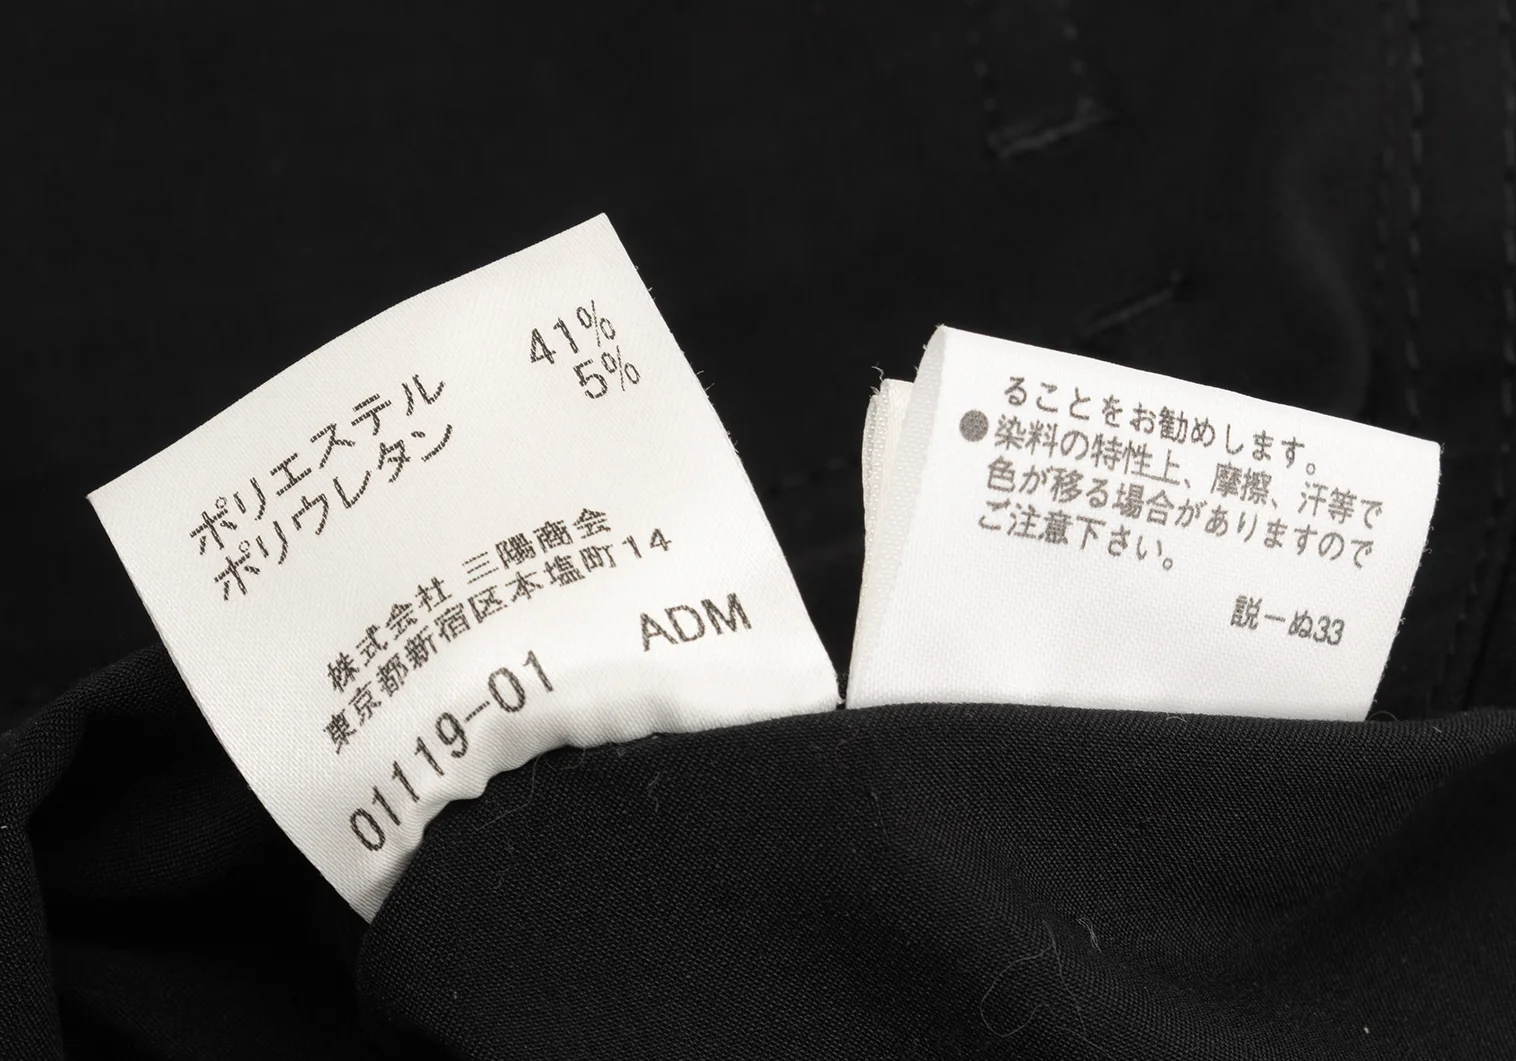 ポリエステル 41%
ポリウレタン 5%
株式会社 三陽商会
東京都新宿区本塩町14
ADM
01119-01
ることをお勧めします。
●染料の特性上、摩擦、汗等で
色が移る場合がありますので
ご注意下さい。
説-ぬ33